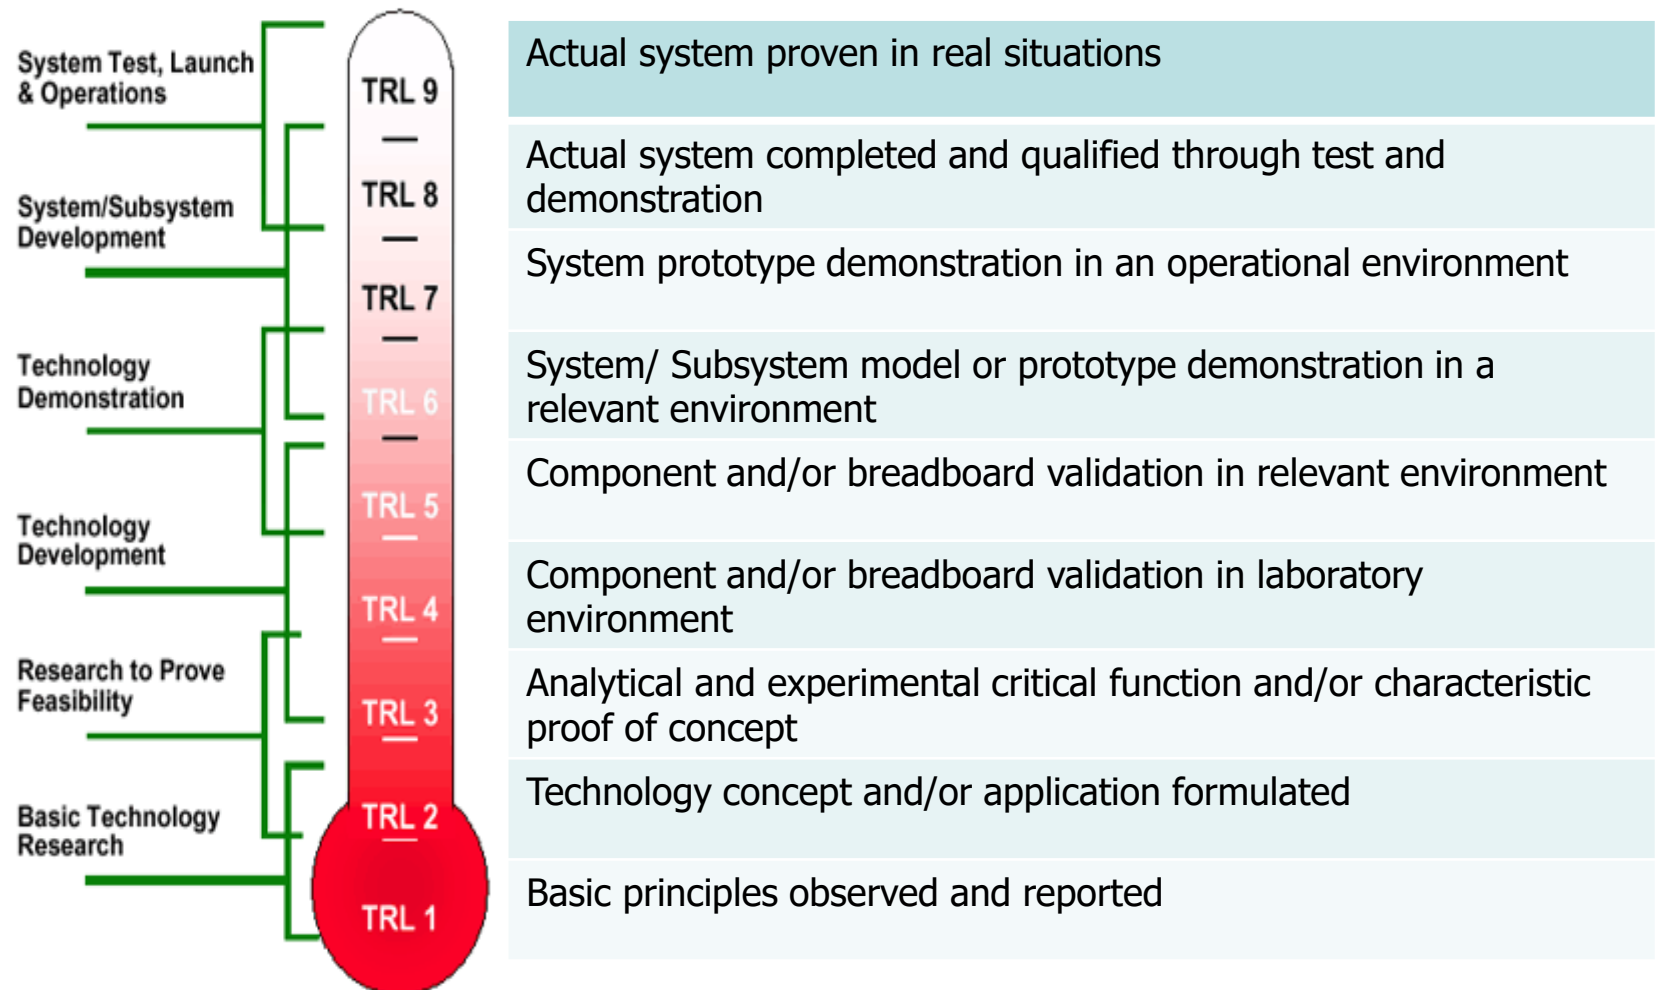 System Test, Launch
& Operations
System/Subsystem
Development
Technology
Demonstration
Technology
Development
Research to Prove
Feasibility
Basic Technology
Research
TRL 9
TRL 8
TRL 7
TRL 6
TRL 5
TRL 4
TRL 3
TRL 2
TRL 1
Actual system proven in real situations
Actual system completed and qualified through test and
demonstration
System prototype demonstration in an operational environment
System/ Subsystem model or prototype demonstration in a
relevant environment
Component and/or breadboard validation in relevant environment
Component and/or breadboard validation in laboratory
environment
Analytical and experimental critical function and/or characteristic
proof of concept
Technology concept and/or application formulated
Basic principles observed and reported